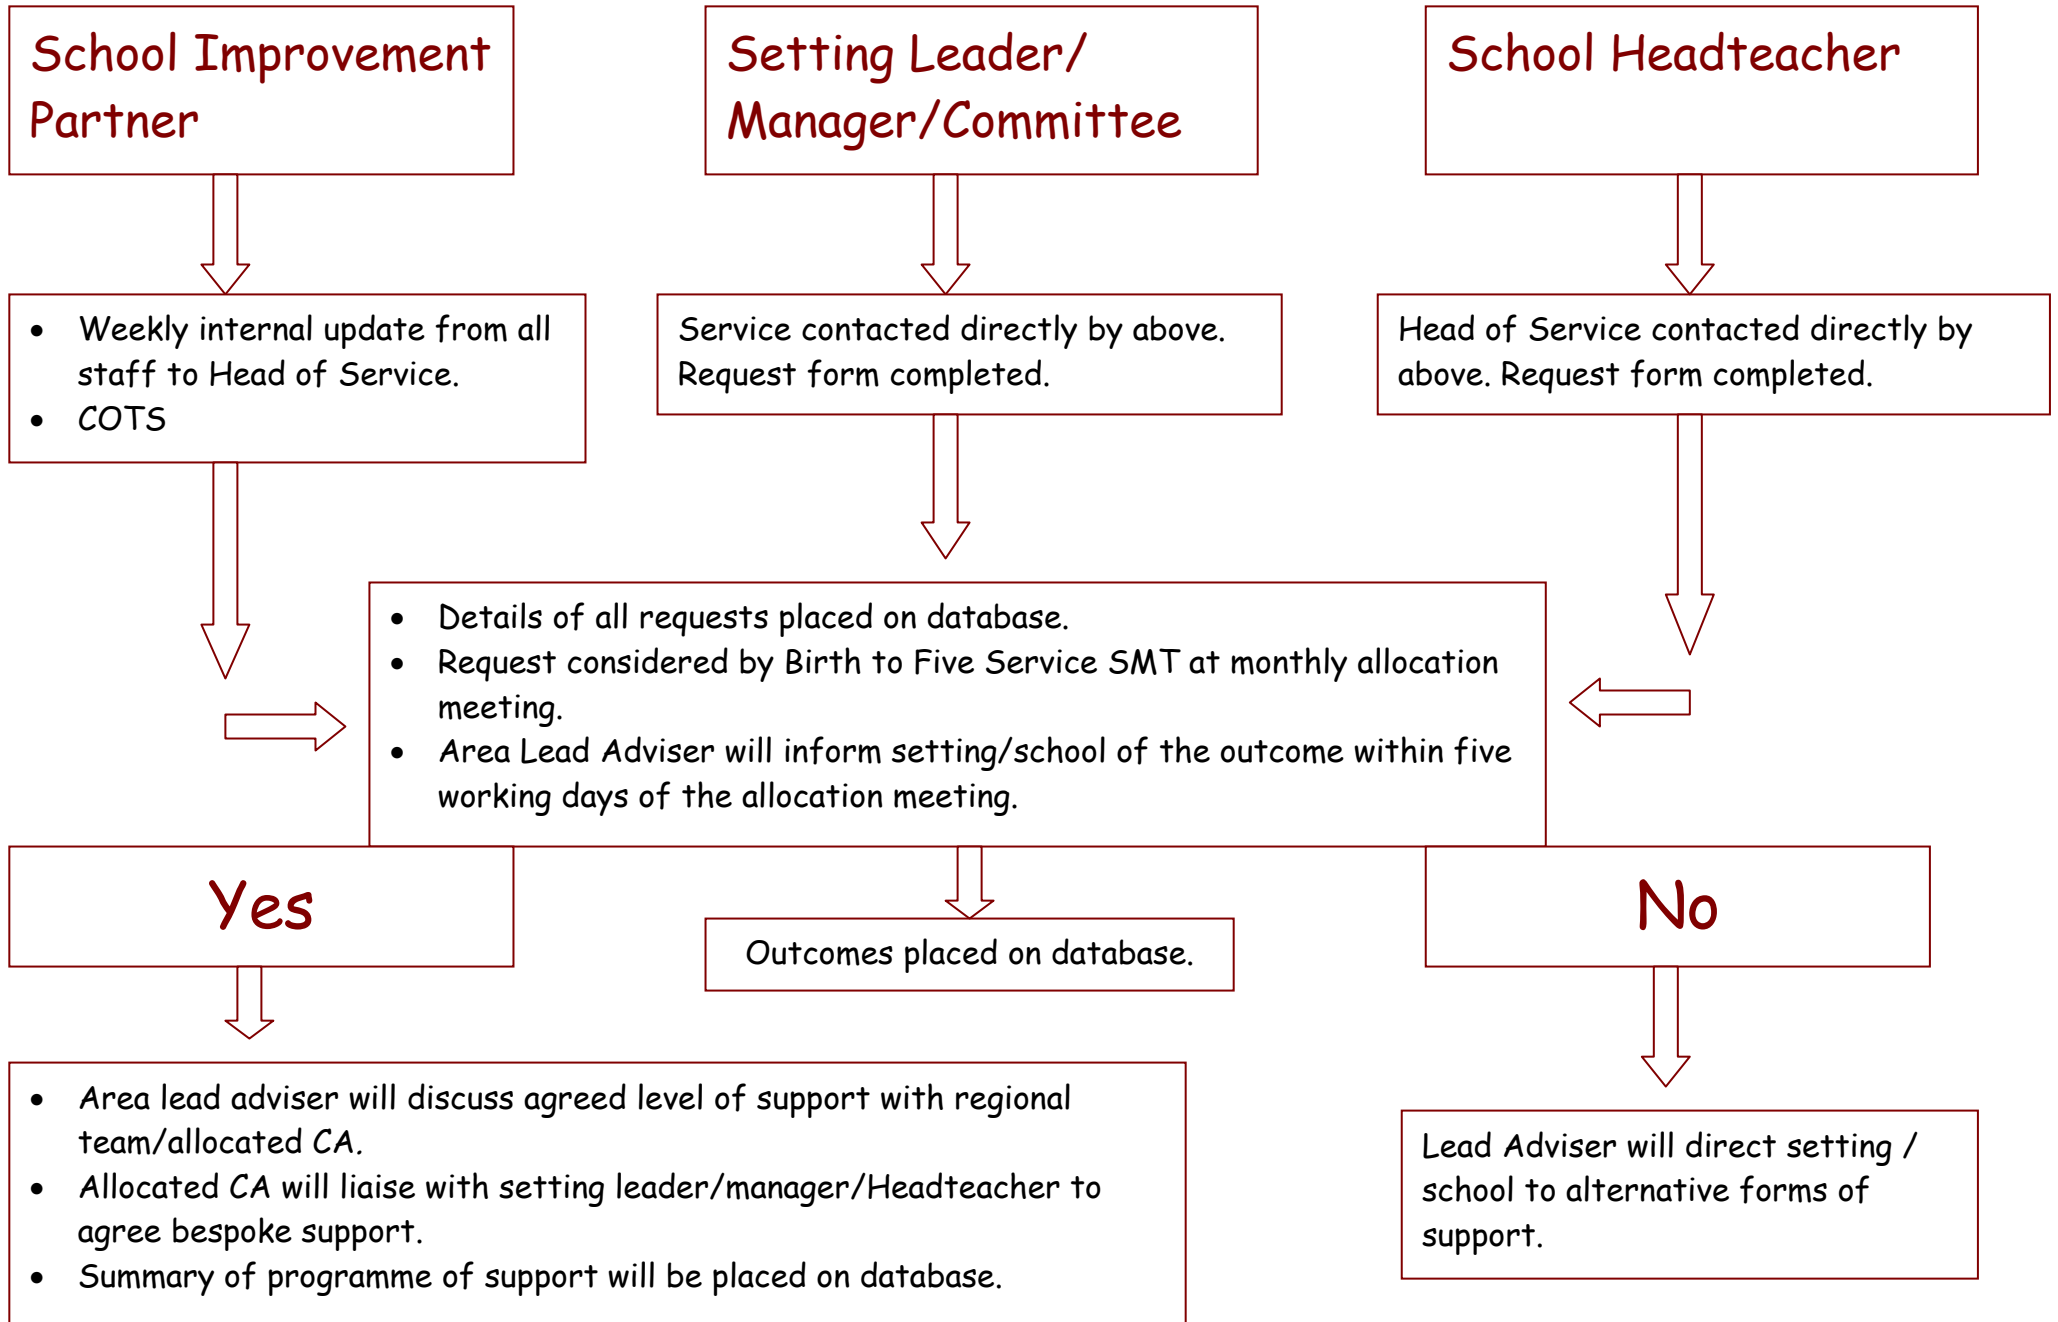 School Improvement
Partner
Setting Leader/
Manager/Committee
School Headteacher
• Weekly internal update from all
staff to Head of Service.
• COTS
Service contacted directly by above.
Request form completed.
Head of Service contacted directly by
above. Request form completed.
• Details of all requests placed on database.
• Request considered by Birth to Five Service SMT at monthly allocation
meeting.
• Area Lead Adviser will inform setting/school of the outcome within five
working days of the allocation meeting.
Yes
Outcomes placed on database.
No
• Area lead adviser will discuss agreed level of support with regional
team/allocated CA.
• Allocated CA will liaise with setting leader/manager/Headteacher to
agree bespoke support.
• Summary of programme of support will be placed on database.
Lead Adviser will direct setting /
school to alternative forms of
support.